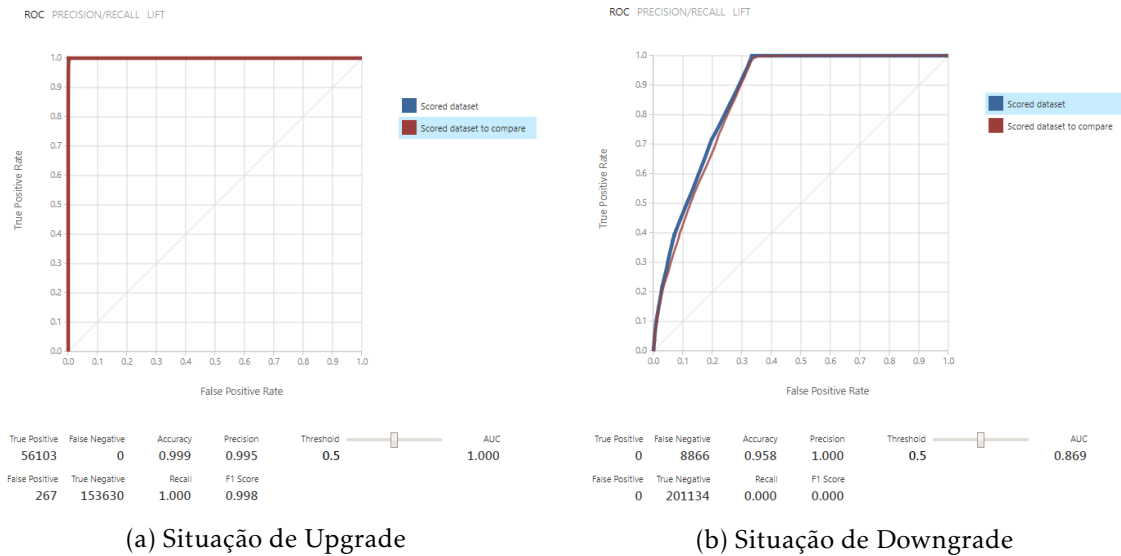 ROC PRECISION/RECALL LIFT
1.0
0.9
0.8
0.7
0.6
0.5
0.4
0.3
0.2
0.1
0.0
True Positive Rate
0.0 0.1 0.2 0.3 0.4 0.5 0.6 0.7 0.8 0.9 1.0
False Positive Rate
Scored dataset
Scored dataset to compare
True Positive False Negative Accuracy Precision Threshold AUC
56103 0 0.999 0.995 0.5 1.000
False Positive True Negative Recall F1 Score
267 153630 1.000 0.998
(a) Situação de Upgrade
ROC PRECISION/RECALL LIFT
1.0
0.9
0.8
0.7
0.6
0.5
0.4
0.3
0.2
0.1
0.0
True Positive Rate
0.0 0.1 0.2 0.3 0.4 0.5 0.6 0.7 0.8 0.9 1.0
False Positive Rate
Scored dataset
Scored dataset to compare
True Positive False Negative Accuracy Precision Threshold AUC
0 8866 0.958 1.000 0.5 0.869
False Positive True Negative Recall F1 Score
0 201134 0.000 0.000
(b) Situação de Downgrade